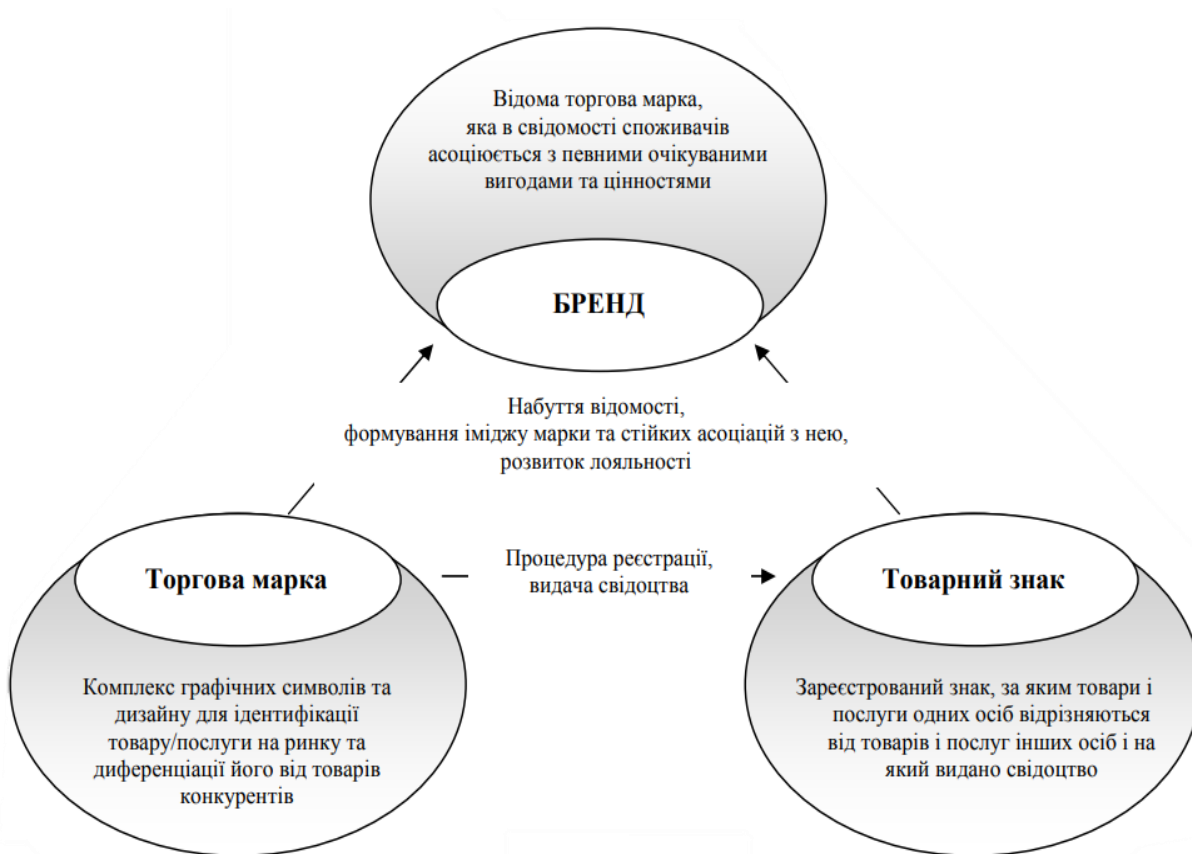 Відома торгова марка,
яка в свідомості споживачів
асоціюється з певними очікуваними
вигодами та цінностями
БРЕНД
Набуття відомості,
формування іміджу марки та стійких асоціацій з нею,
розвиток лояльності
Торгова марка
Процедура реєстрації,
видача свідоцтва
Товарний знак
Комплекс графічних символів та
дизайну для ідентифікації
товару/послуги на ринку та
диференціації його від товарів
конкурентів
Зареєстрований знак, за яким товари і
послуги одних осіб відрізняються
від товарів і послуг інших осіб і на
який видано свідоцтво